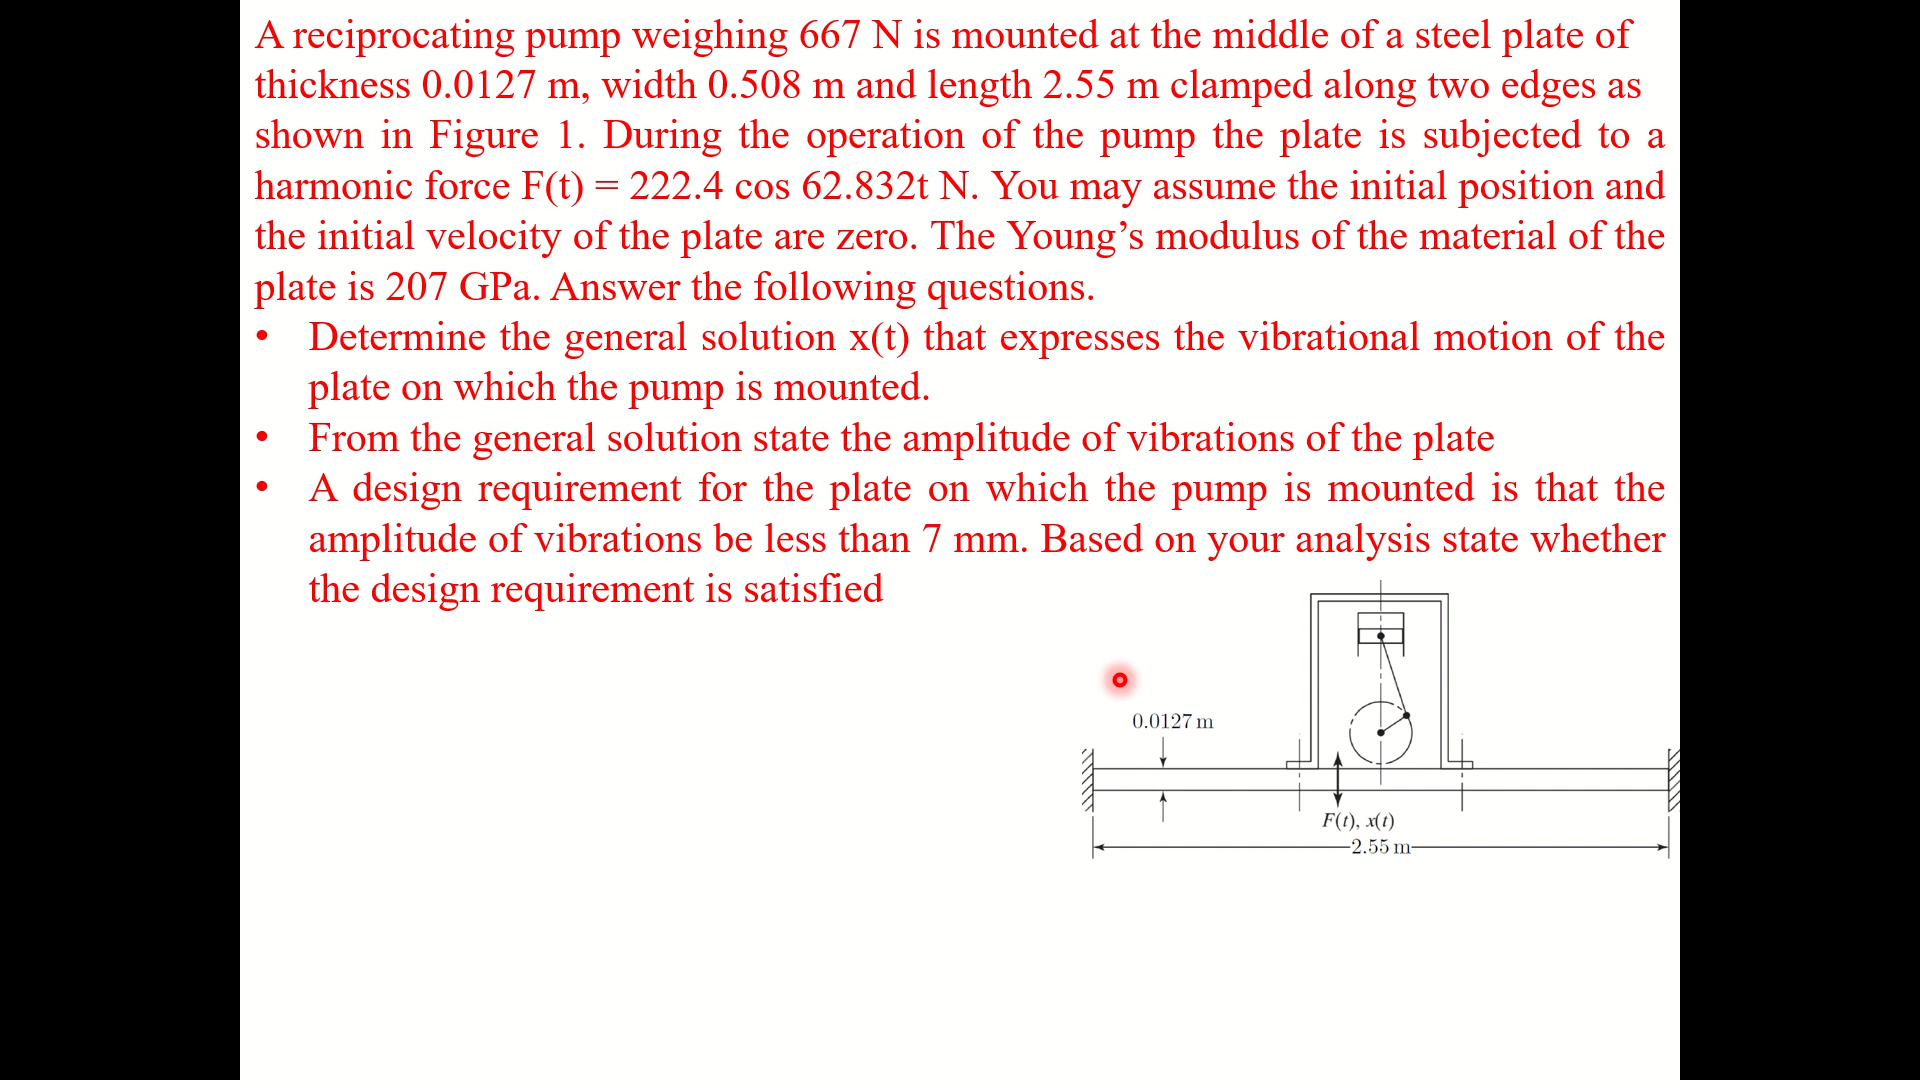 A reciprocating pump weighing 667 N is mounted at the middle of a steel plate of
thickness 0.0127 m, width 0.508 m and length 2.55 m clamped along two edges as
shown in Figure 1. During the operation of the pump the plate is subjected to a
harmonic force F(t) = 222.4 cos 62.832t N. You may assume the initial position and
the initial velocity of the plate are zero. The Young’s modulus of the material of the
plate is 207 GPa. Answer the following questions.
• Determine the general solution x(t) that expresses the vibrational motion of the
plate on which the pump is mounted.
• From the general solution state the amplitude of vibrations of the plate
• A design requirement for the plate on which the pump is mounted is that the
amplitude of vibrations be less than 7 mm. Based on your analysis state whether
the design requirement is satisfied
0.0127 m
F(t), x(t)
2.55 m